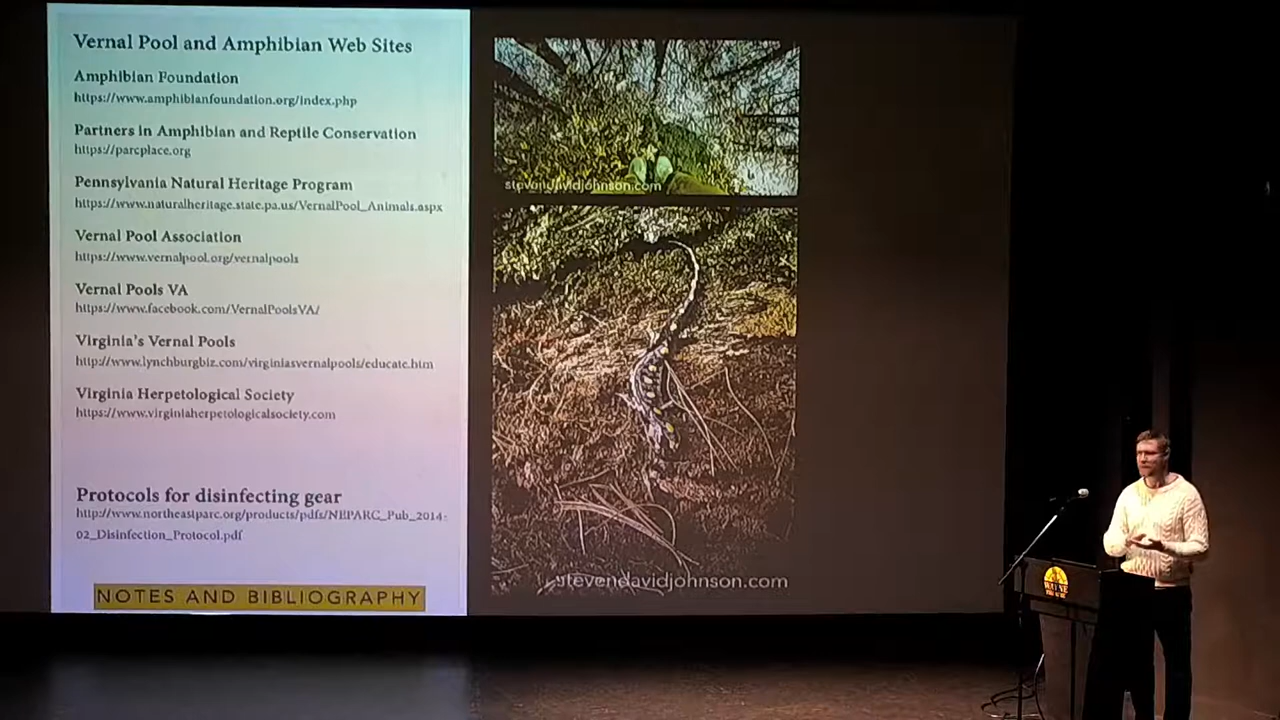 Vernal Pool and Amphibian Web Sites
Amphibian Foundation
https://www.amphibianfoundation.org/index.php
Partners in Amphibian and Reptile Conservation
https://parcplace.org
Pennsylvania Natural Heritage Program
https://www.naturalheritage.state.pa.us/VernalPool_Animals.aspx
Vernal Pool Association
https://www.vernalpool.org/vernalpools
Vernal Pools VA
https://www.facebook.com/VernalPoolsVA/
Virginia's Vernal Pools
http://www.lynchburgbiz.com/virginiasvernalpools/educate.htm
Virginia Herpetological Society
https://www.virginiaherpetologicalsociety.com
Protocols for disinfecting gear
http://www.northeastparc.org/products/pdfs/NEPARC_Pub_2014-
02_Disinfection_Protocol.pdf
NOTES AND BIBLIOGRAPHY
stevendavidjohnson.com
stevendavidjohnson.com
WAYNE